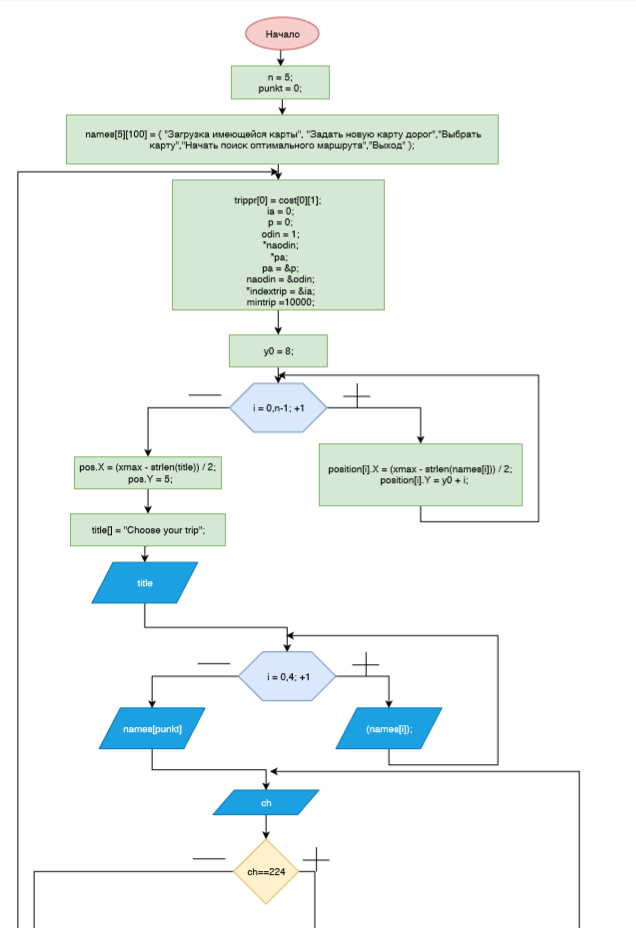 Начало
n = 5;
punkt = 0;
names[5][100] = { "Загрузка имеющейся карты", "Задать новую карту дорог","Выбрать
карту","Начать поиск оптимального маршрута","Выход" };
trippr[0] = cost[0][1];
ia = 0;
p = 0;
odin = 1;
*naodin;
*pa;
pa = &p;
naodin = &odin;
*indextrip = &ia;
mintrip =10000;
y0 = 8;
i = 0,n-1; +1
pos.X = (xmax - strlen(title)) / 2;
pos.Y = 5;
position[i].X = (xmax - strlen(names[i])) / 2;
position[i].Y = y0 + i;
title[] = "Choose your trip";
title
i = 0,4; +1
names[punkt]
(names[i]);
ch
ch==224